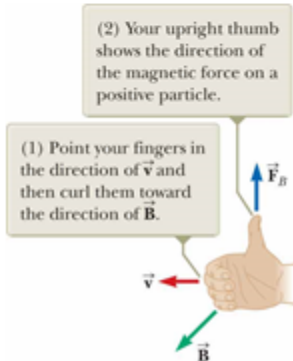 (2) Your upright thumb
shows the direction of
the magnetic force on a
positive particle.
(1) Point your fingers in
the direction of v⃗ and
then curl them toward
the direction of B⃗.
F⃗_B
v⃗
B⃗